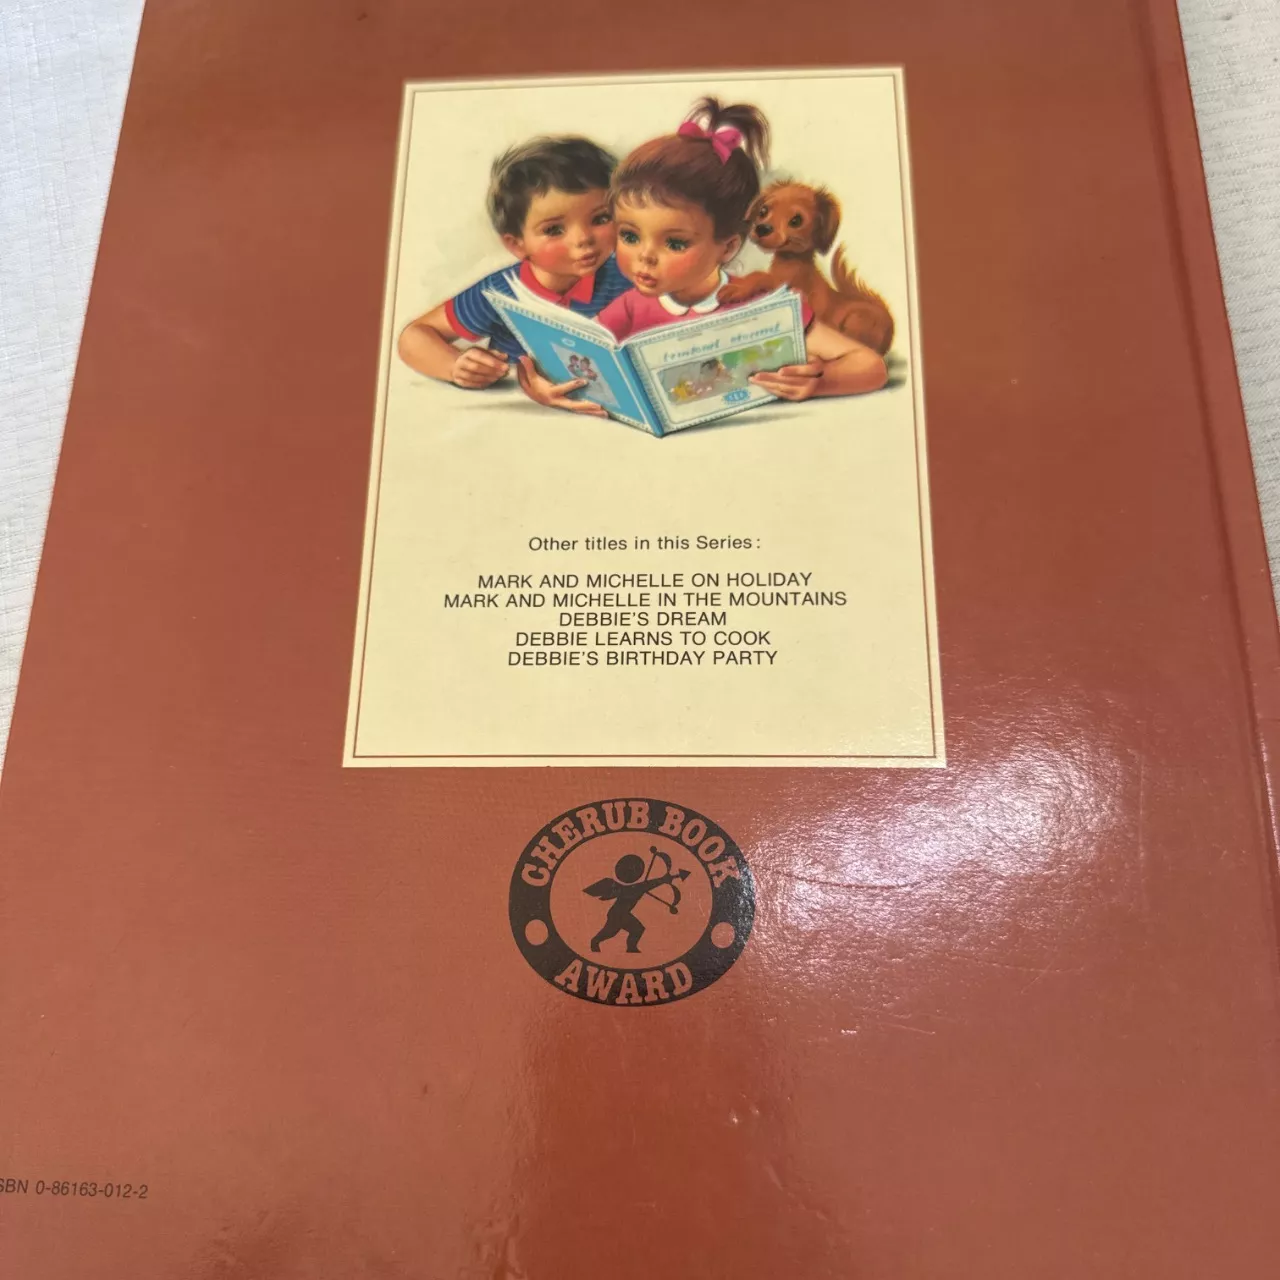 Other titles in this Series:
MARK AND MICHELLE ON HOLIDAY
MARK AND MICHELLE IN THE MOUNTAINS
DEBBIE'S DREAM
DEBBIE LEARNS TO COOK
DEBBIE'S BIRTHDAY PARTY
CHERUB BOOK
AWARD
SBN 0-86163-012-2